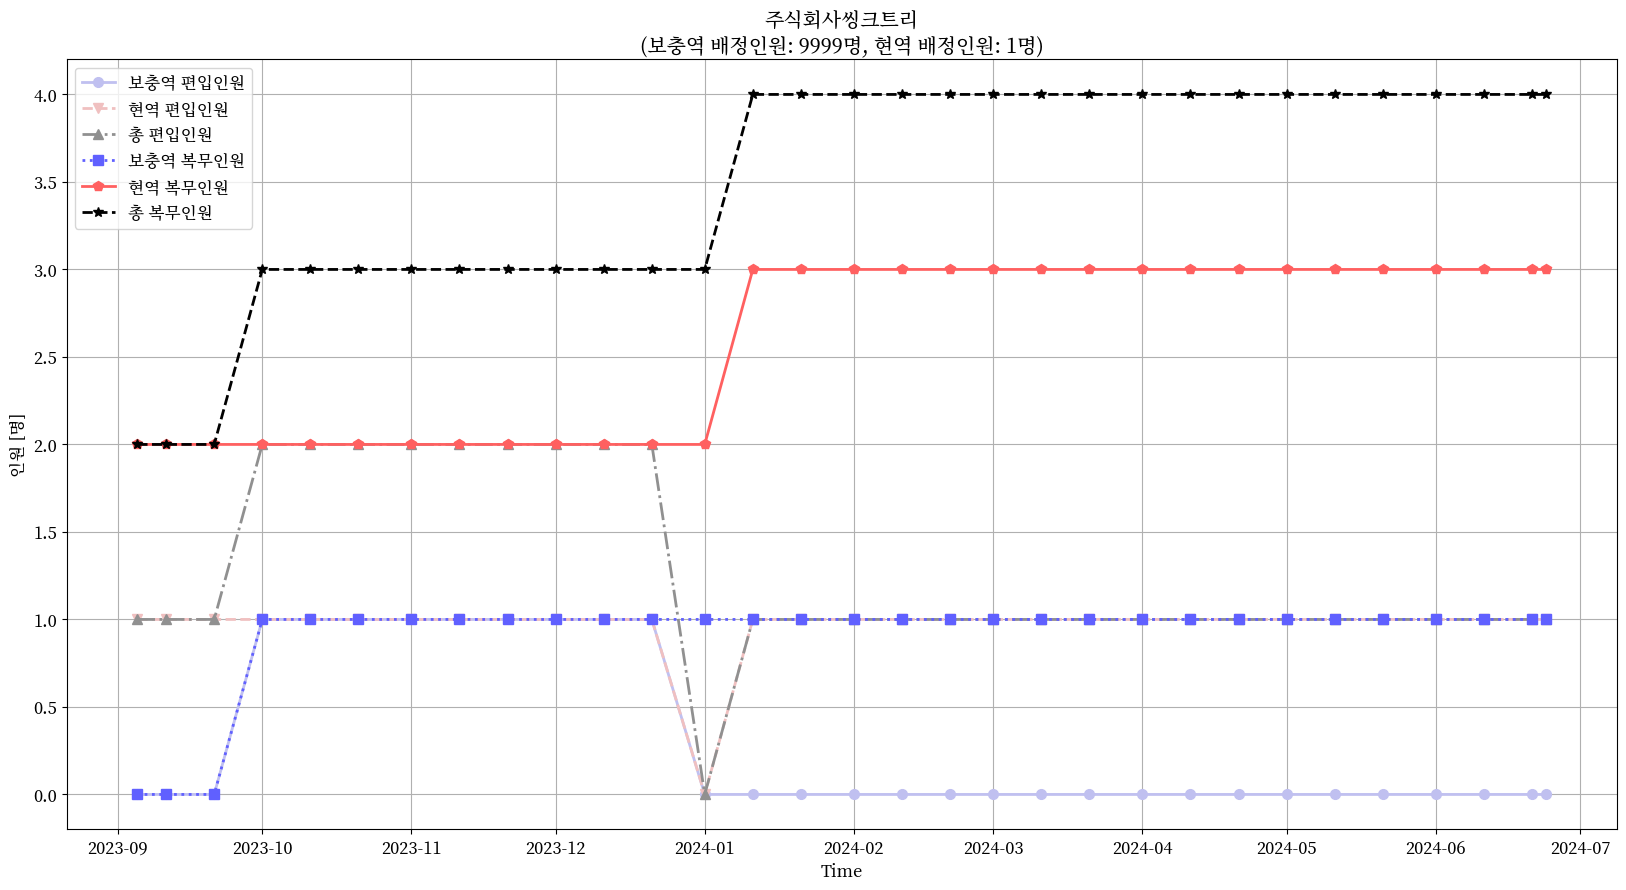 주식회사씽크트리
(보충역 배정인원: 9999명, 현역 배정인원: 1명)
보충역 편입인원
현역 편입인원
총 편입인원
보충역 복무인원
현역 복무인원
총 복무인원
4.0
3.5
3.0
2.5
2.0
1.5
1.0
0.5
0.0
인원 [명]
2023-09 2023-10 2023-11 2023-12 2024-01 2024-02 2024-03 2024-04 2024-05 2024-06 2024-07
Time